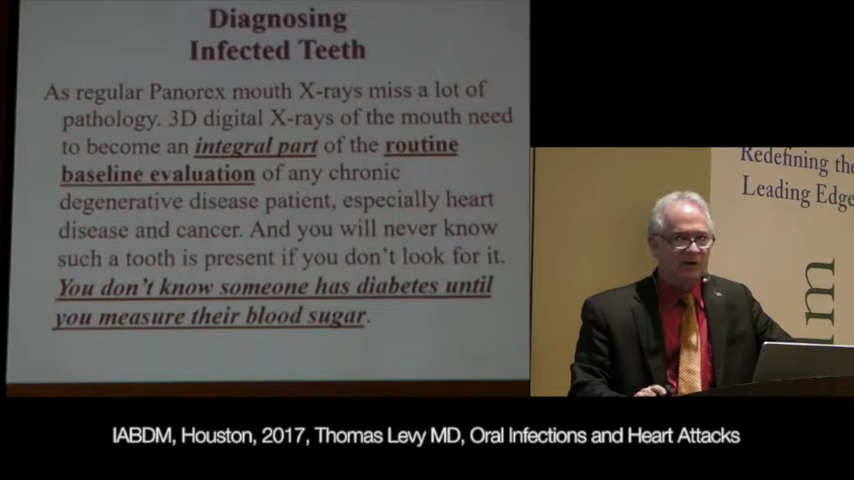 Diagnosing
Infected Teeth
As regular Panorex mouth X-rays miss a lot of
pathology. 3D digital X-rays of the mouth need
to become an integral part of the routine
baseline evaluation of any chronic
degenerative disease patient, especially heart
disease and cancer. And you will never know
such a tooth is present if you don't look for it.
You don't know someone has diabetes until
you measure their blood sugar.
Redefining the
Leading Edge
m
IABDM, Houston, 2017, Thomas Levy MD, Oral Infections and Heart Attacks